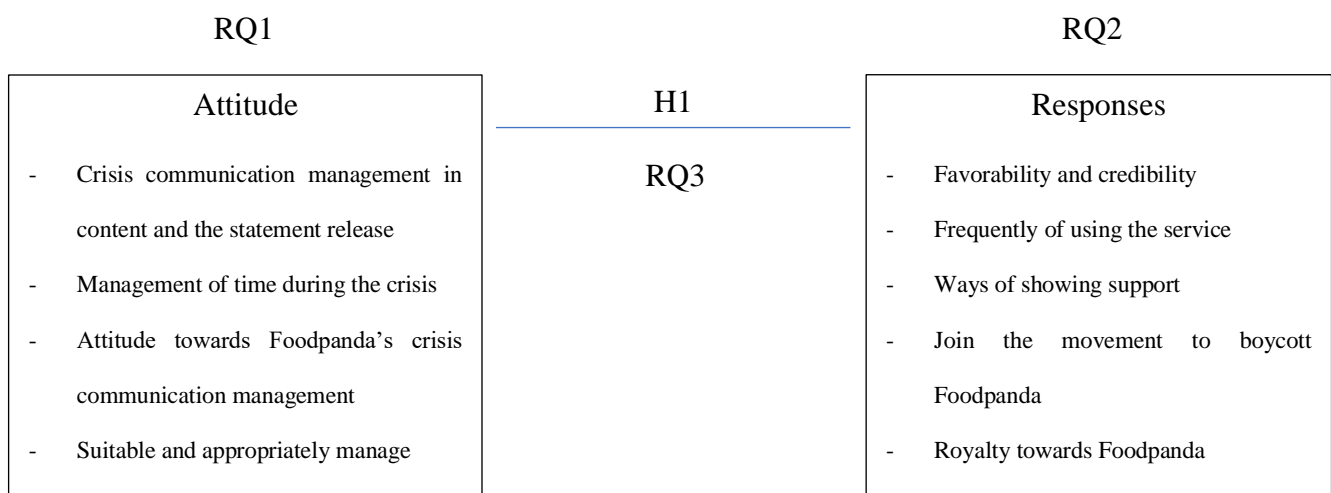 RQ1
RQ2
Attitude
- Crisis communication management in
content and the statement release
- Management of time during the crisis
- Attitude towards Foodpanda’s crisis
communication management
- Suitable and appropriately manage
H1
RQ3
Responses
- Favorability and credibility
- Frequently of using the service
- Ways of showing support
- Join the movement to boycott
Foodpanda
- Royalty towards Foodpanda